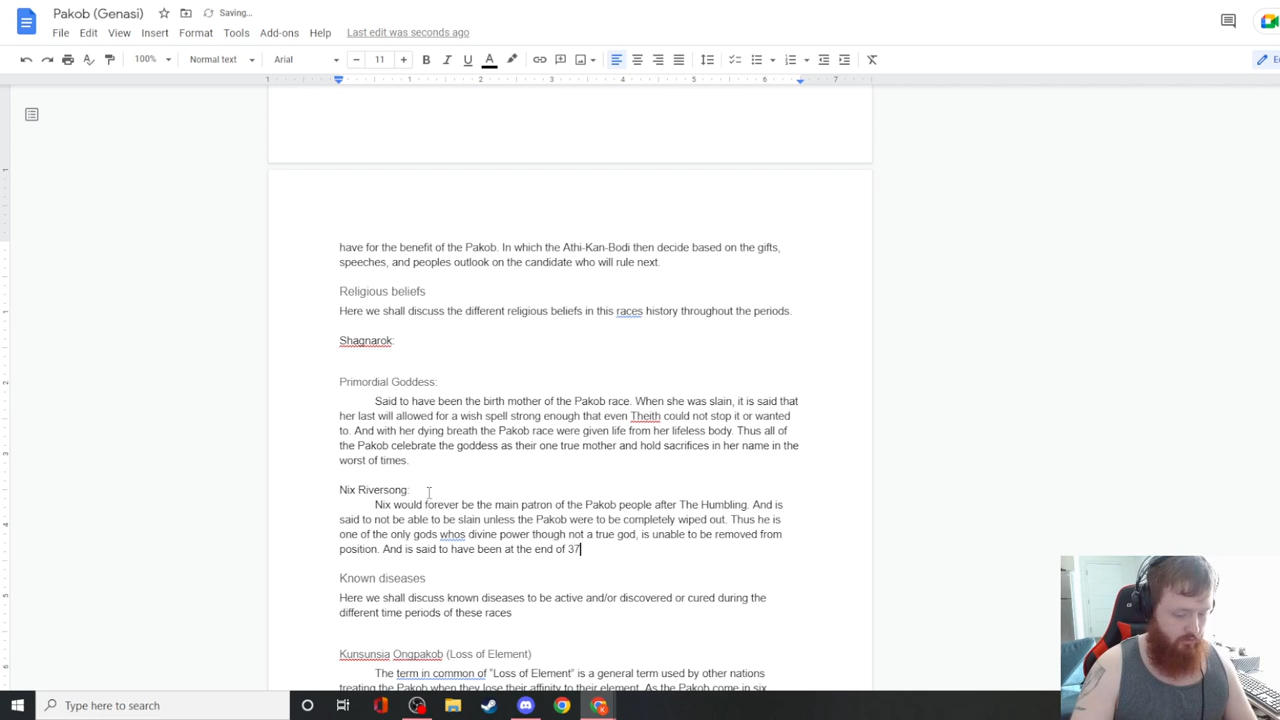 Pakob (Genasi)
Saving...
File Edit View Insert Format Tools Add-ons Help Last edit was seconds ago
100% Normal text Arial 11 B I U A
1 1 2 3 4 5 6 7
have for the benefit of the Pakob. In which the Athi-Kan-Bodi then decide based on the gifts,
speeches, and peoples outlook on the candidate who will rule next.
Religious beliefs
Here we shall discuss the different religious beliefs in this races history throughout the periods.
Shagnarok:
Primordial Goddess:
Said to have been the birth mother of the Pakob race. When she was slain, it is said that
her last will allowed for a wish spell strong enough that even Theith could not stop it or wanted
to. And with her dying breath the Pakob race were given life from her lifeless body. Thus all of
the Pakob celebrate the goddess as their one true mother and hold sacrifices in her name in the
worst of times.
Nix Riversong:
Nix would forever be the main patron of the Pakob people after The Humbling. And is
said to not be able to be slain unless the Pakob were to be completely wiped out. Thus he is
one of the only gods whos divine power though not a true god, is unable to be removed from
position. And is said to have been at the end of 37
Known diseases
Here we shall discuss known diseases to be active and/or discovered or cured during the
different time periods of these races
Kunsunsia Ongpakob (Loss of Element)
The term in common of "Loss of Element" is a general term used by other nations
treating the Pakob when they lose their affinity to their element. As the Pakob come in six
Type here to search